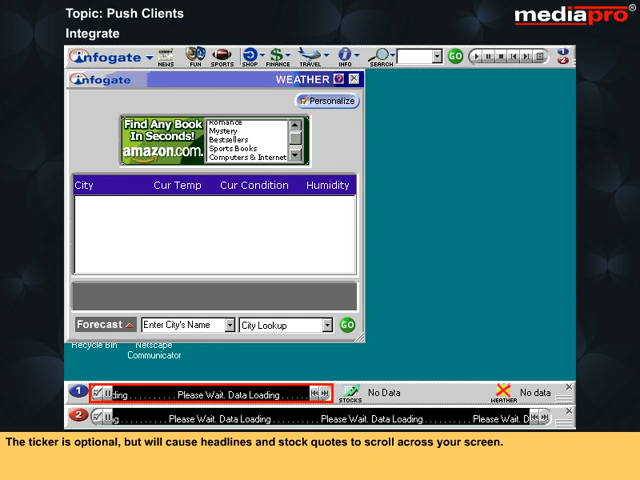 Topic: Push Clients
mediapro®
Integrate
infogate
NEWS
FUN
SPORTS
SHOP
FINANCE
TRAVEL
INFO
SEARCH
GO
1
2
infogate
WEATHER
Personalize
Find Any Book
In Seconds!
amazon.com.
Romance
Mystery
Bestsellers
Sports Books
Computers & Internet
City Cur Temp Cur Condition Humidity
Forecast Enter City's Name City Lookup GO
Recycle Bin Netscape
Communicator
1 ding . . . . . . . . . . Please Wait. Data Loading . . . . . . STOCKS No Data WEATHER No data
2 g . . . . . . . . . . Please Wait. Data Loading . . . . . . . . . . Please Wait. Data Loading . . . . . . . . . . Please Wait. D
The ticker is optional, but will cause headlines and stock quotes to scroll across your screen.